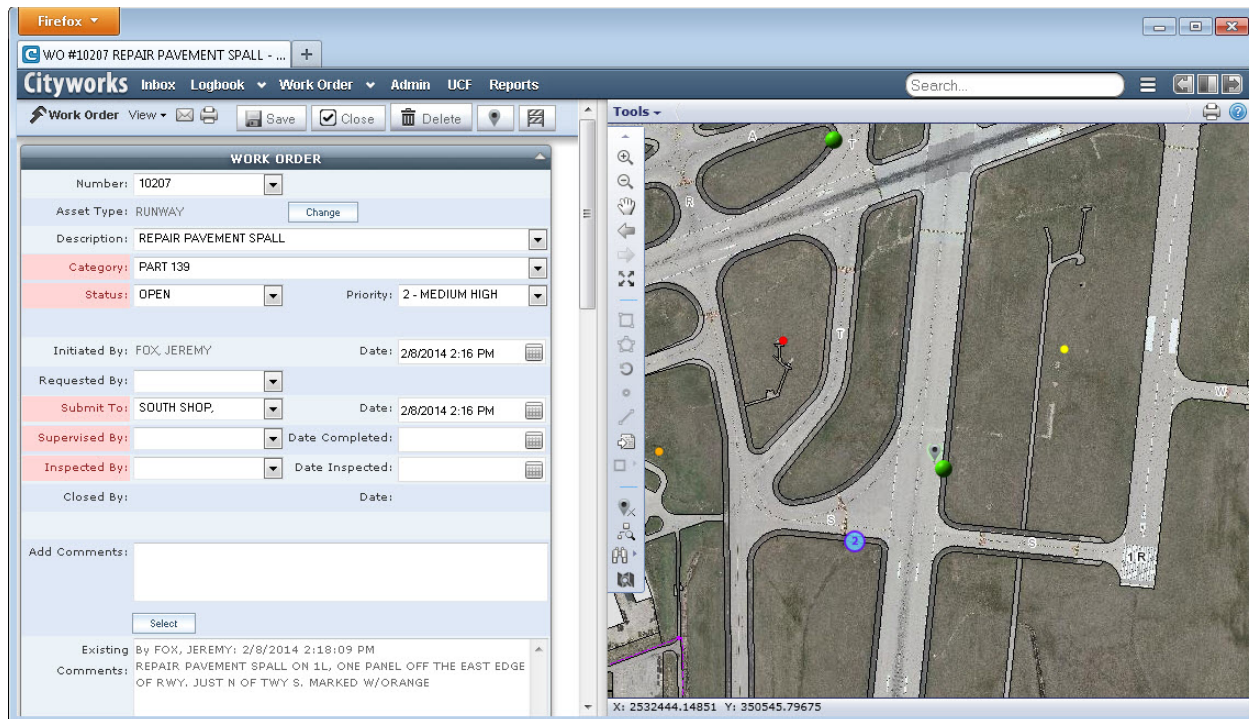 Firefox
WO #10207 REPAIR PAVEMENT SPALL - ...
Cityworks Inbox Logbook Work Order Admin UCF Reports
Search...
Work Order View Save Close Delete
WORK ORDER
Number: 10207
Asset Type: RUNWAY Change
Description: REPAIR PAVEMENT SPALL
Category: PART 139
Status: OPEN Priority: 2 - MEDIUM HIGH
Initiated By: FOX, JEREMY Date: 2/8/2014 2:16 PM
Requested By:
Submit To: SOUTH SHOP, Date: 2/8/2014 2:16 PM
Supervised By: Date Completed:
Inspected By: Date Inspected:
Closed By: Date:
Add Comments:
Select
Existing Comments:
By FOX, JEREMY: 2/8/2014 2:18:09 PM
REPAIR PAVEMENT SPALL ON 1L, ONE PANEL OFF THE EAST EDGE
OF RWY, JUST N OF TWY S. MARKED W/ORANGE
Tools
A
T
R
T
W
S
2
S
1 R
X: 2532444.14851 Y: 350545.79675